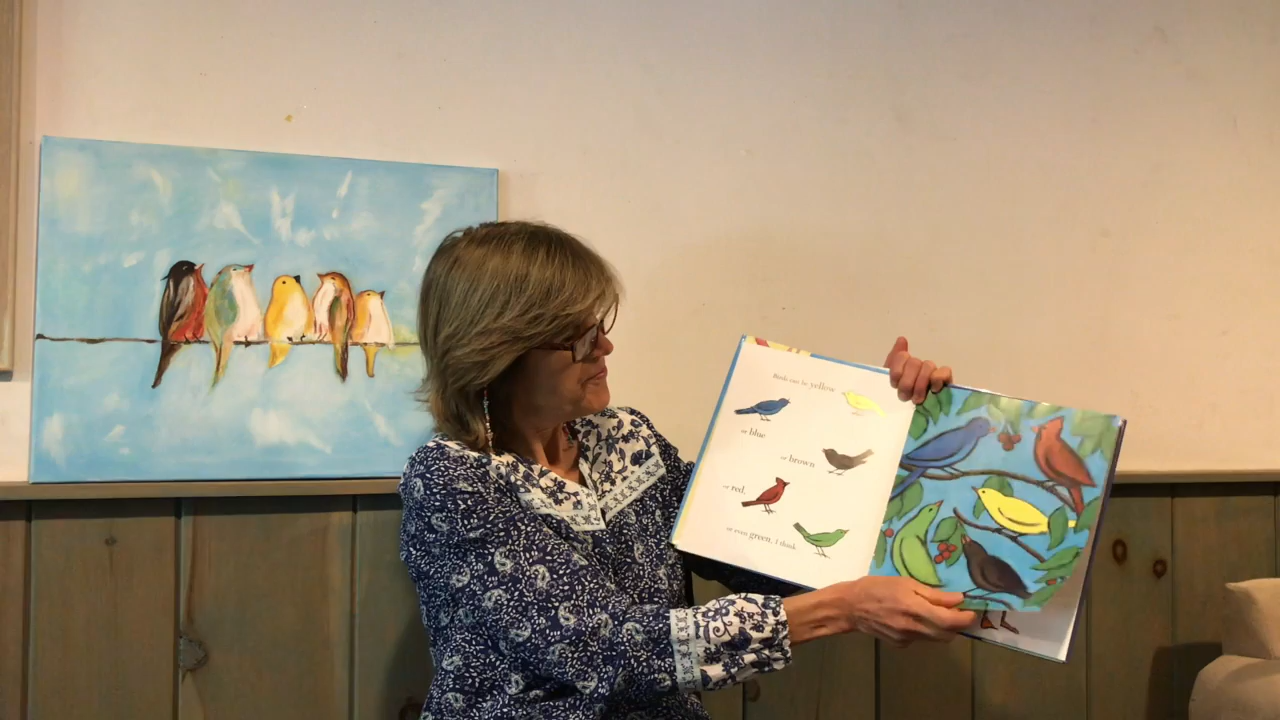 Birds can be yellow
or blue
or brown
or red,
or even green, I think